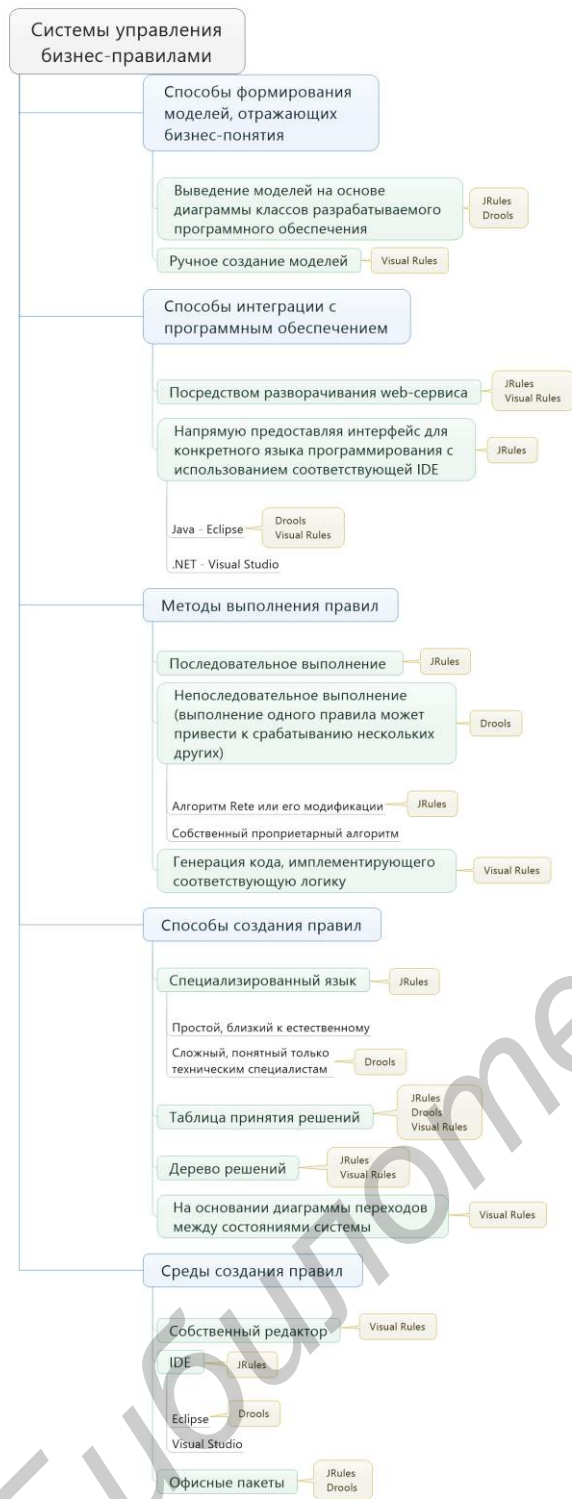 Системы управления
бизнес-правилами
Способы формирования
моделей, отражающих
бизнес-понятия
Выведение моделей на основе
диаграммы классов разрабатываемого
программного обеспечения
JRules
Drools
Ручное создание моделей
Visual Rules
Способы интеграции с
программным обеспечением
Посредством разворачивания web-сервиса
JRules
Visual Rules
Напрямую предоставляя интерфейс для
конкретного языка программирования с
использованием соответствующей IDE
JRules
Java - Eclipse
Drools
Visual Rules
.NET - Visual Studio
Методы выполнения правил
Последовательное выполнение
JRules
Непоследовательное выполнение
(выполнение одного правила может
привести к срабатыванию нескольких
других)
Drools
Алгоритм Rete или его модификации
JRules
Собственный проприетарный алгоритм
Генерация кода, имплементирующего
соответствующую логику
Visual Rules
Способы создания правил
Специализированный язык
JRules
Простой, близкий к естественному
Сложный, понятный только
техническим специалистам
Drools
Таблица принятия решений
JRules
Drools
Visual Rules
Дерево решений
JRules
Visual Rules
На основании диаграммы переходов
между состояниями системы
Visual Rules
Среды создания правил
Собственный редактор
Visual Rules
IDE
JRules
Eclipse
Drools
Visual Studio
Офисные пакеты
JRules
Drools